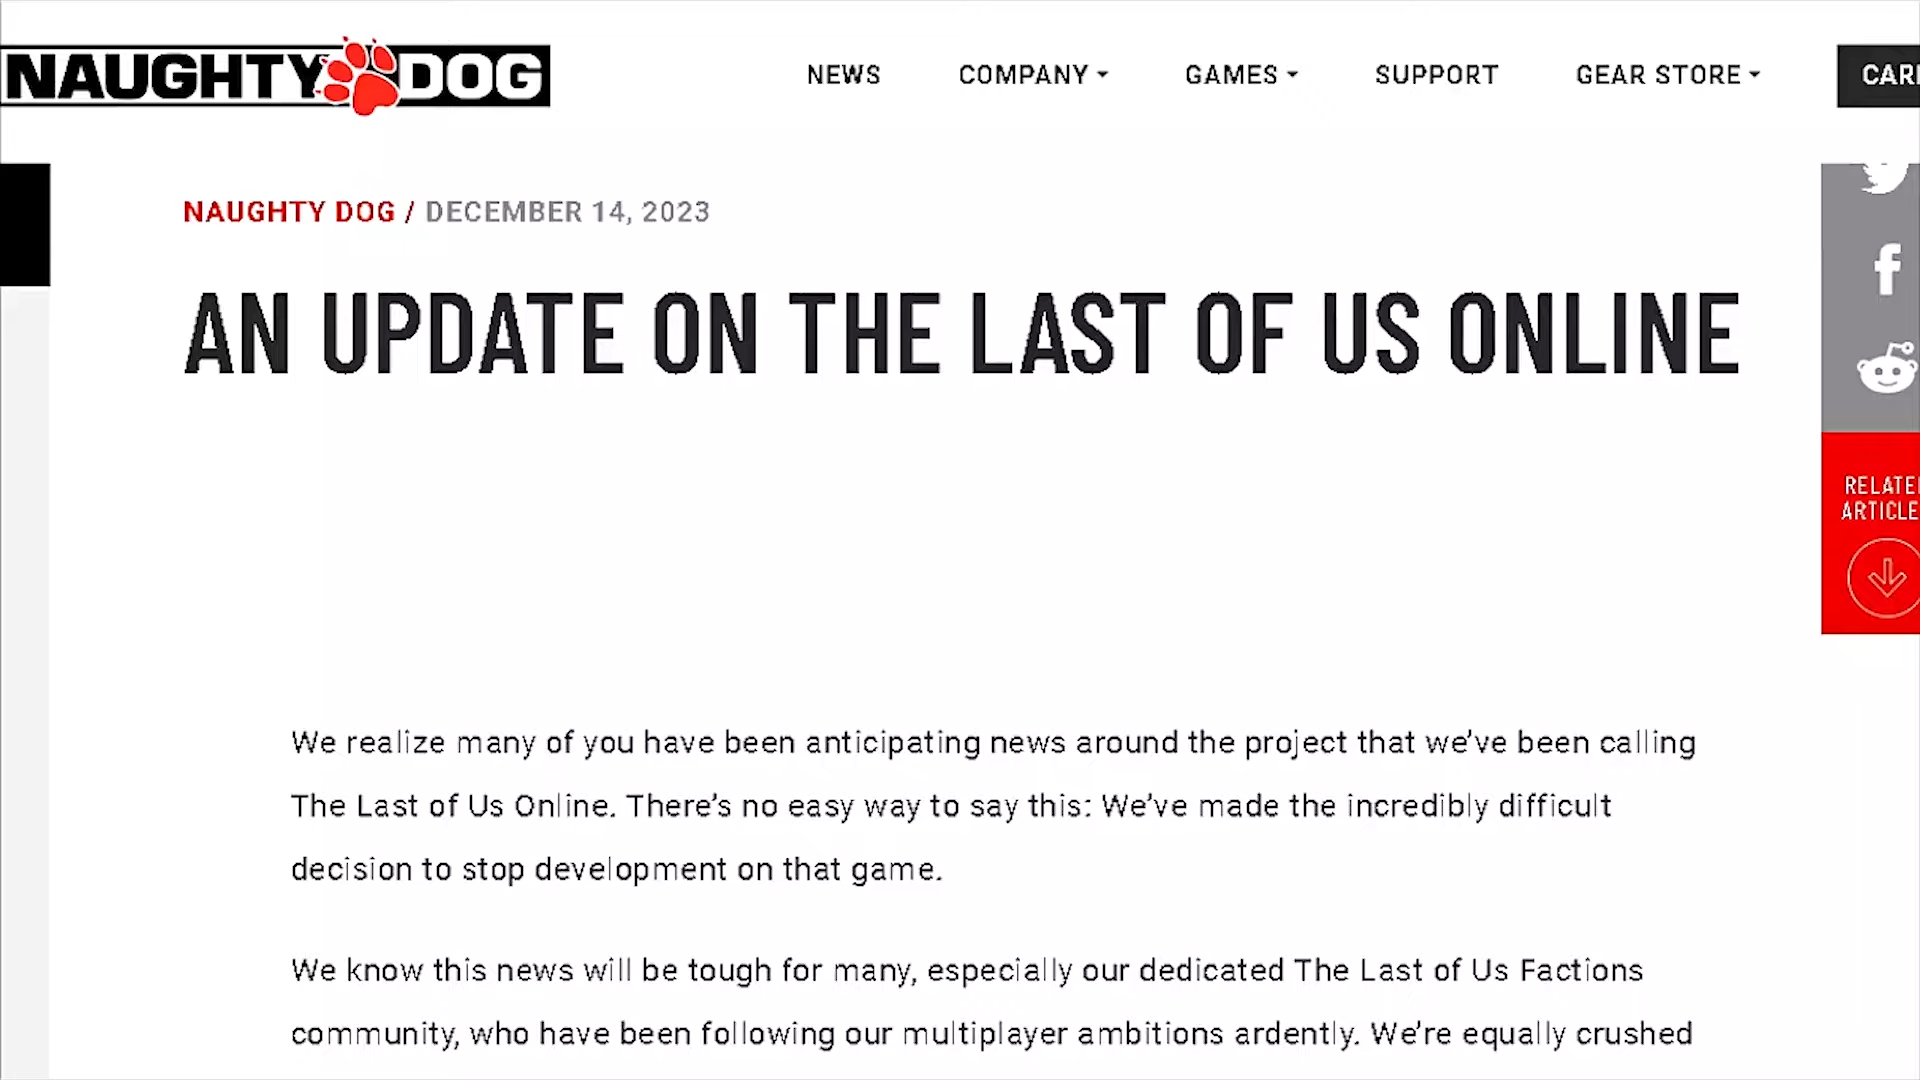 NAUGHTY DOG
NEWS COMPANY GAMES SUPPORT GEAR STORE
NAUGHTY DOG / DECEMBER 14, 2023
AN UPDATE ON THE LAST OF US ONLINE
We realize many of you have been anticipating news around the project that we've been calling
The Last of Us Online. There's no easy way to say this: We've made the incredibly difficult
decision to stop development on that game.
We know this news will be tough for many, especially our dedicated The Last of Us Factions
community, who have been following our multiplayer ambitions ardently. We're equally crushed